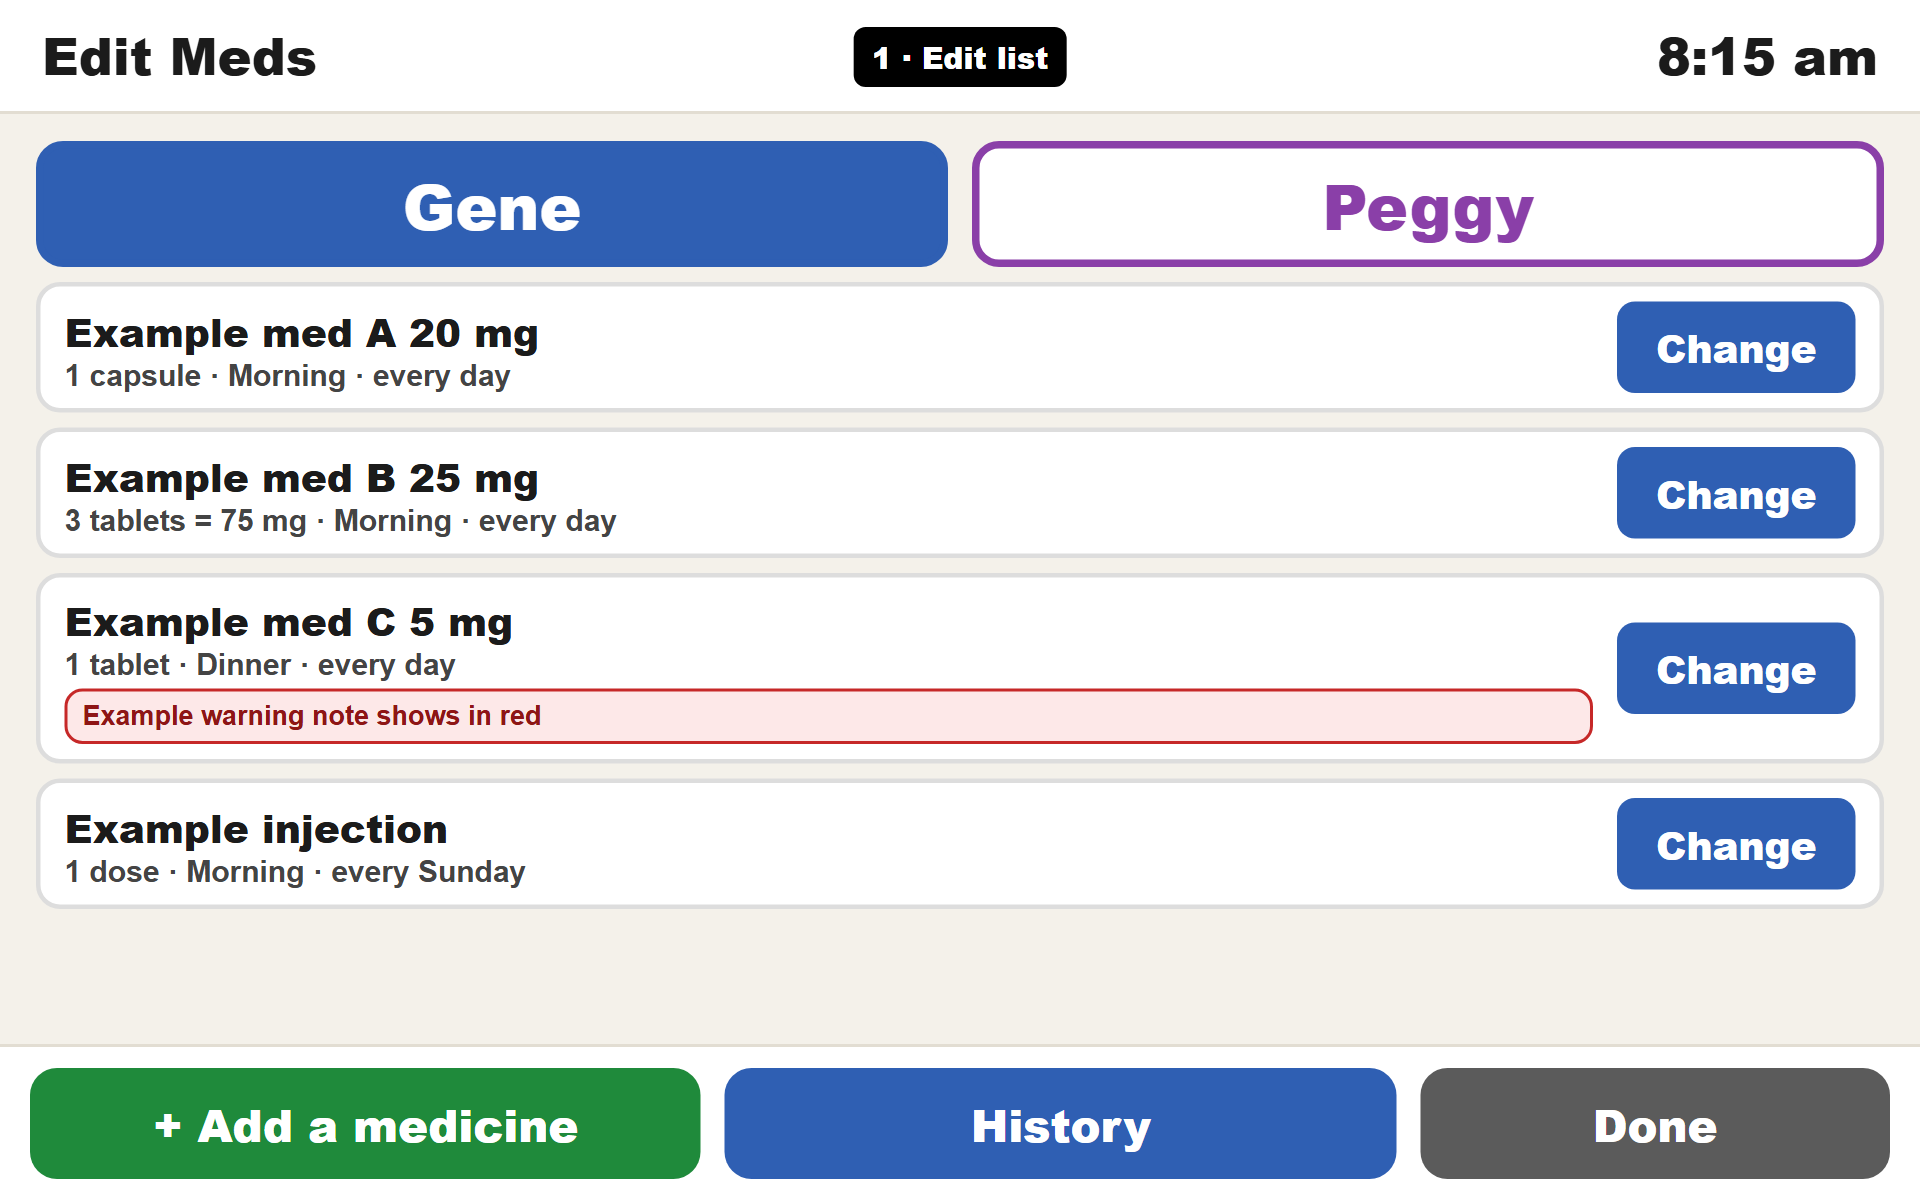 Edit Meds
1 · Edit list
8:15 am
Gene
Peggy
Example med A 20 mg
1 capsule · Morning · every day
Change
Example med B 25 mg
3 tablets = 75 mg · Morning · every day
Change
Example med C 5 mg
1 tablet · Dinner · every day
Example warning note shows in red
Change
Example injection
1 dose · Morning · every Sunday
Change
+ Add a medicine
History
Done